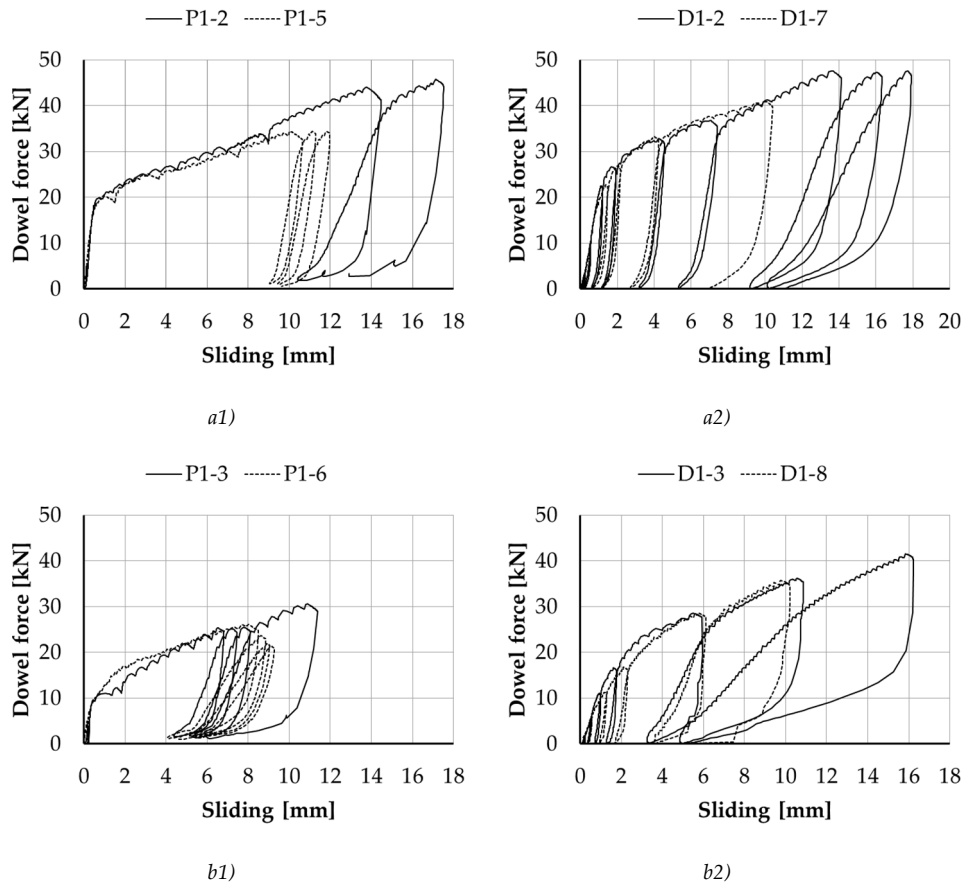 P1-2 P1-5
D1-2 D1-7
Dowel force [kN]
50
40
30
20
10
0
0 2 4 6 8 10 12 14 16 18
Sliding [mm]
a1)
Dowel force [kN]
50
40
30
20
10
0
0 2 4 6 8 10 12 14 16 18 20
Sliding [mm]
a2)
P1-3 P1-6
D1-3 D1-8
Dowel force [kN]
50
40
30
20
10
0
0 2 4 6 8 10 12 14 16 18
Sliding [mm]
b1)
Dowel force [kN]
50
40
30
20
10
0
0 2 4 6 8 10 12 14 16 18
Sliding [mm]
b2)